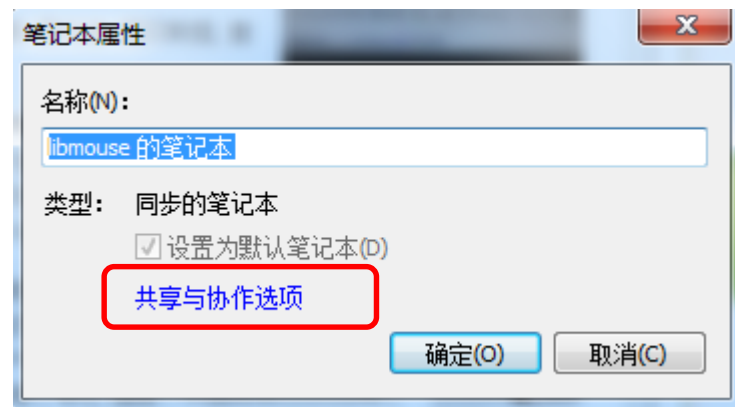 笔记本属性
名称(N)：
libmouse 的笔记本
类型： 同步的笔记本
设置为默认笔记本(D)
共享与协作选项
确定(O) 取消(C)